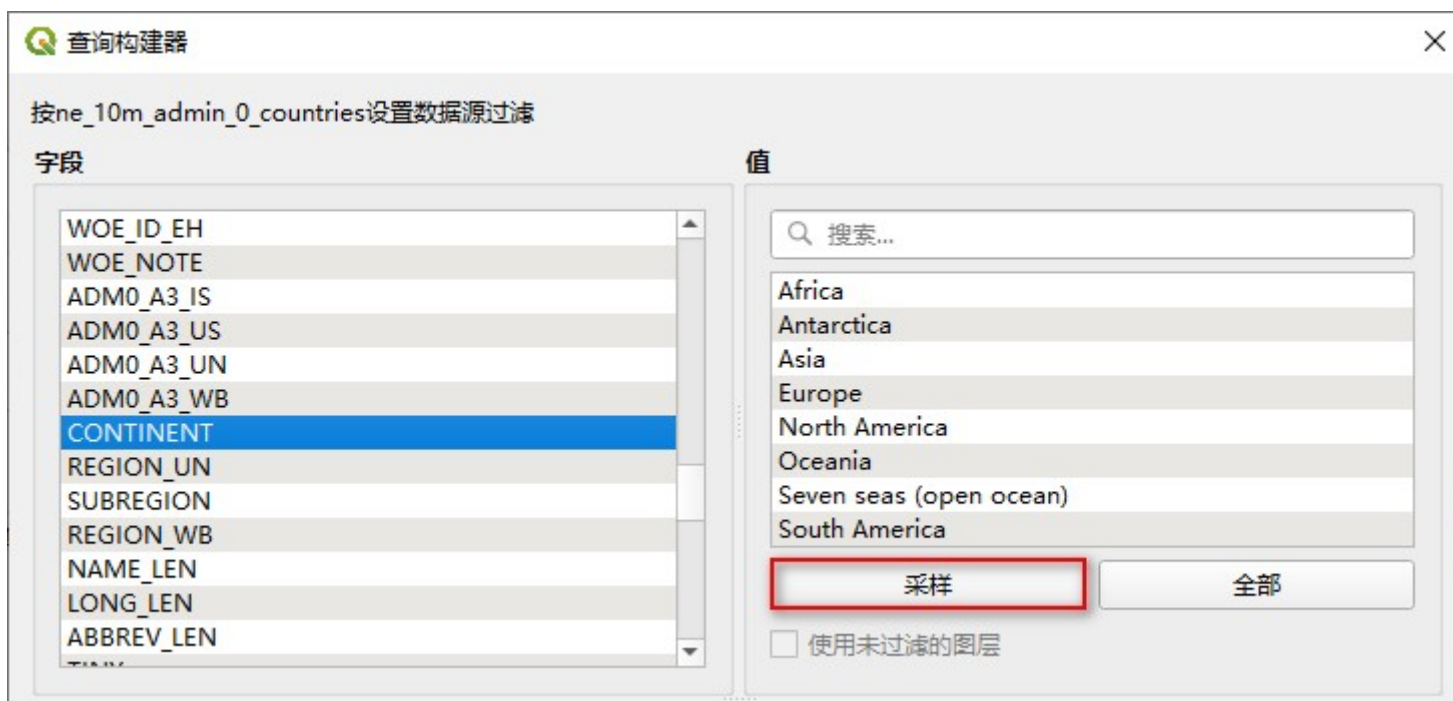 查询构建器
按ne_10m_admin_0_countries设置数据源过滤
字段
WOE_ID_EH
WOE_NOTE
ADM0_A3_IS
ADM0_A3_US
ADM0_A3_UN
ADM0_A3_WB
CONTINENT
REGION_UN
SUBREGION
REGION_WB
NAME_LEN
LONG_LEN
ABBREV_LEN
值
搜索...
Africa
Antarctica
Asia
Europe
North America
Oceania
Seven seas (open ocean)
South America
采样
全部
使用未过滤的图层